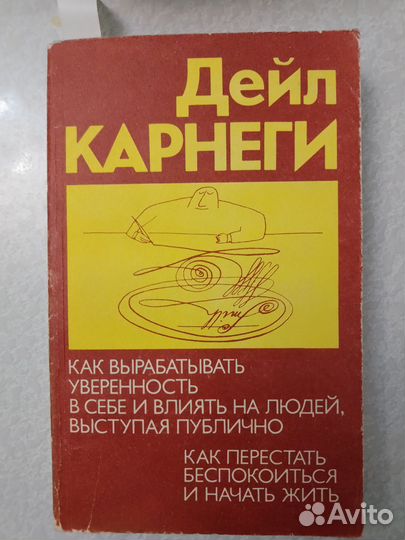 Дейл
КАРНЕГИ
КАК ВЫРАБАТЫВАТЬ
УВЕРЕННОСТЬ
В СЕБЕ И ВЛИЯТЬ НА ЛЮДЕЙ,
ВЫСТУПАЯ ПУБЛИЧНО
КАК ПЕРЕСТАТЬ
БЕСПОКОИТЬСЯ
И НАЧАТЬ ЖИТЬ
Avito